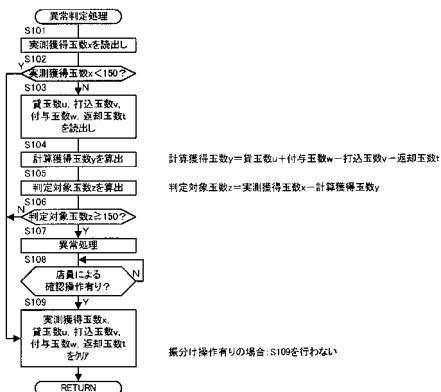 異常判定処理
S101
実測獲得玉数xを読出し
S102
Y
実測獲得玉数x<150?
N
S103
貸玉数u, 打込玉数v,
付与玉数w, 返却玉数t
を読出し
S104
計算獲得玉数yを算出
計算獲得玉数y=貸玉数u+付与玉数w-打込玉数v-返却玉数t
S105
判定対象玉数zを算出
判定対象玉数z=実測獲得玉数x-計算獲得玉数y
S106
N
判定対象玉数z≧150?
Y
S107
異常処理
S108
店員による
確認操作有り?
N
Y
S109
実測獲得玉数x,
貸玉数u, 打込玉数v,
付与玉数w, 返却玉数t
をクリア
振分け操作有りの場合:S109を行わない
RETURN